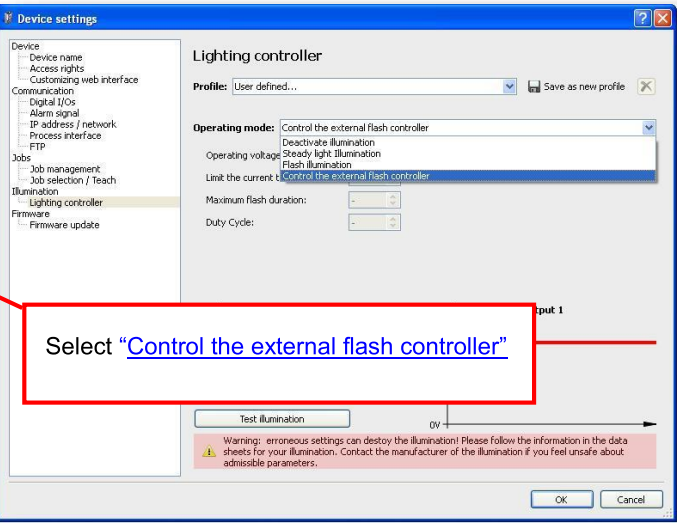 Device settings
Device
Device name
Access rights
Customizing web interface
Communication
Digital I/Os
Alarm signal
IP address / network
Process interface
FTP
Jobs
Job management
Job selection / Teach
Illumination
Lighting controller
Firmware
Firmware update
Lighting controller
Profile: User defined...
Save as new profile
Operating mode: Control the external flash controller
Deactivate illumination
Operating voltage Steady light Illumination
Flash illumination
Limit the current t Control the external flash controller
Maximum flash duration: -
Duty Cycle: -
tput 1
Select “Control the external flash controller”
Test illumination
0V
Warning: erroneous settings can destoy the illumination! Please follow the information in the data
sheets for your illumination. Contact the manufacturer of the illumination if you feel unsafe about
admissible parameters.
OK Cancel